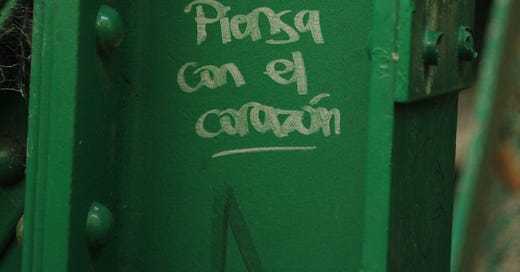 Piensa
con el
corazón